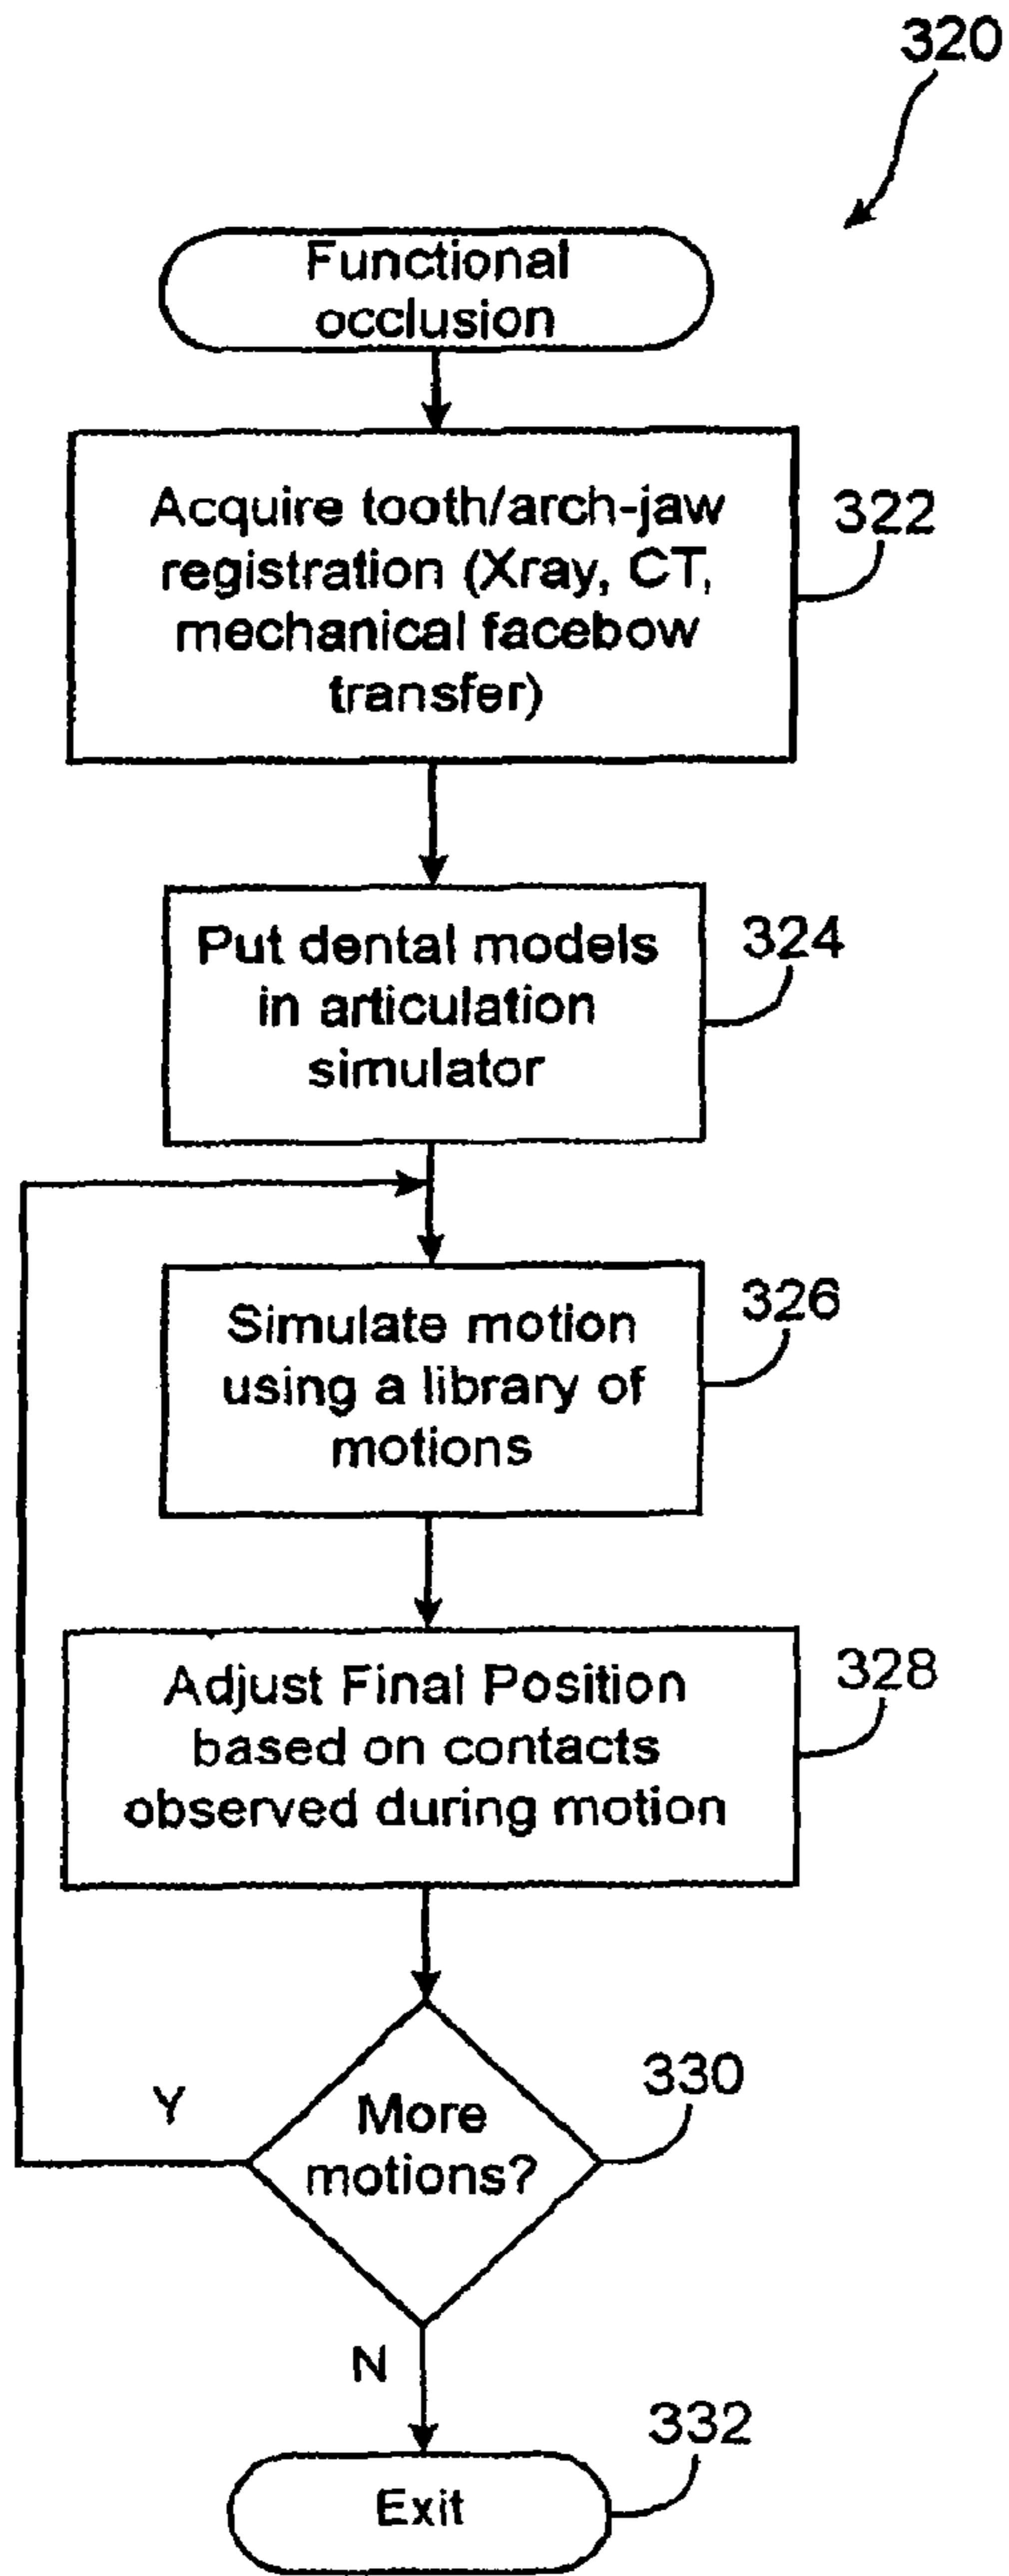 320
Functional
occlusion
Acquire tooth/arch-jaw
registration (Xray, CT,
mechanical facebow
transfer)
322
Put dental models
in articulation
simulator
324
Simulate motion
using a library of
motions
326
Adjust Final Position
based on contacts
observed during motion
328
More
motions?
330
Y
N
Exit
332